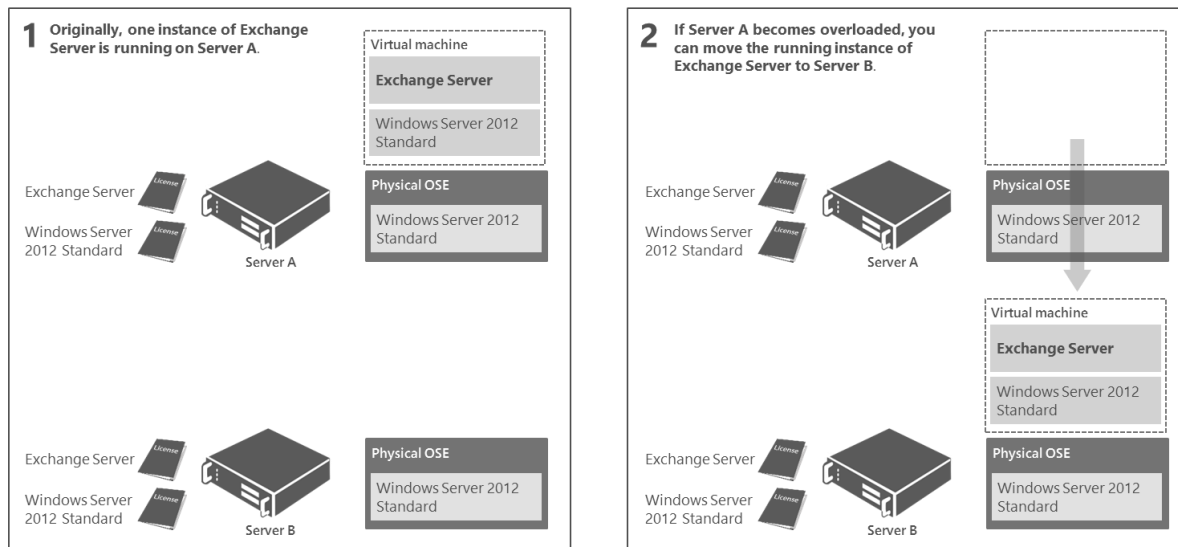 1 Originally, one instance of Exchange
Server is running on Server A.
Virtual machine
Exchange Server
Windows Server 2012
Standard
Exchange Server
License
Windows Server
2012 Standard
License
Server A
Physical OSE
Windows Server 2012
Standard
Exchange Server
License
Windows Server
2012 Standard
License
Server B
Physical OSE
Windows Server 2012
Standard
2 If Server A becomes overloaded, you
can move the running instance of
Exchange Server to Server B.
Exchange Server
License
Windows Server
2012 Standard
License
Server A
Physical OSE
Windows Server 2012
Standard
Virtual machine
Exchange Server
Windows Server 2012
Standard
Exchange Server
License
Windows Server
2012 Standard
License
Server B
Physical OSE
Windows Server 2012
Standard